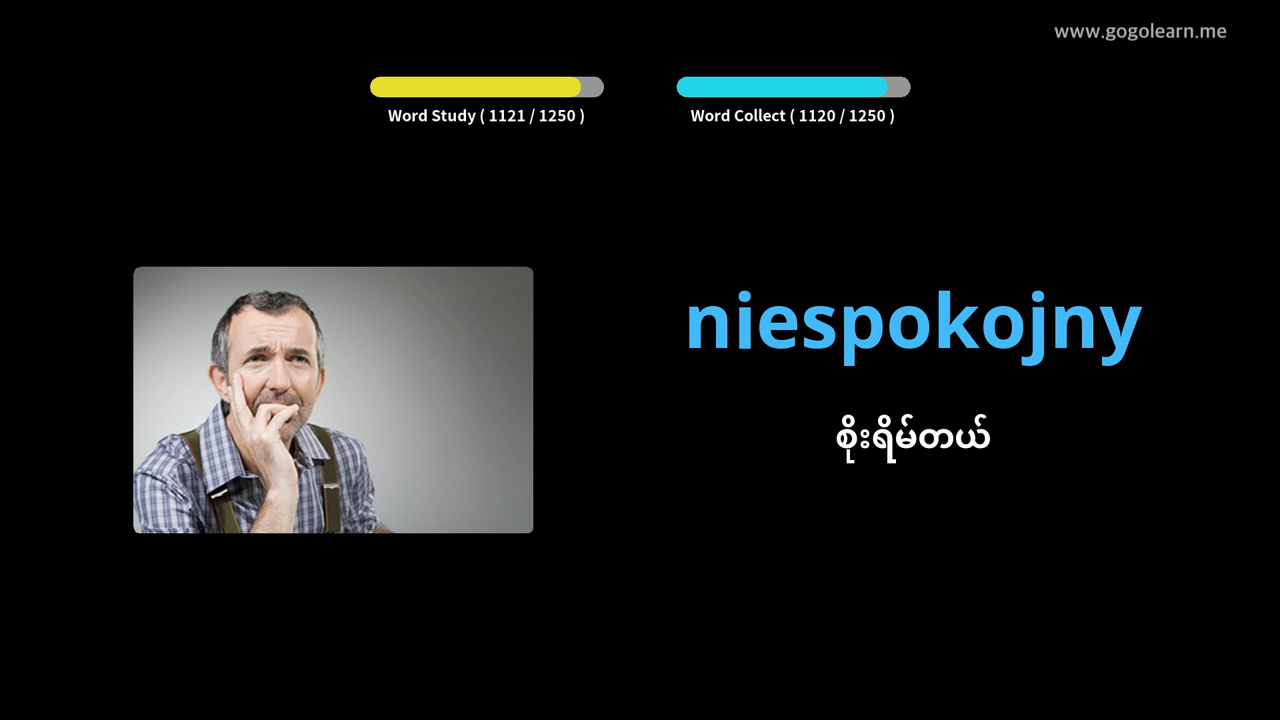 www.gogolearn.me
Word Study ( 1121 / 1250 )
Word Collect ( 1120 / 1250 )
niespokojny
စိုးရိမ်တယ်